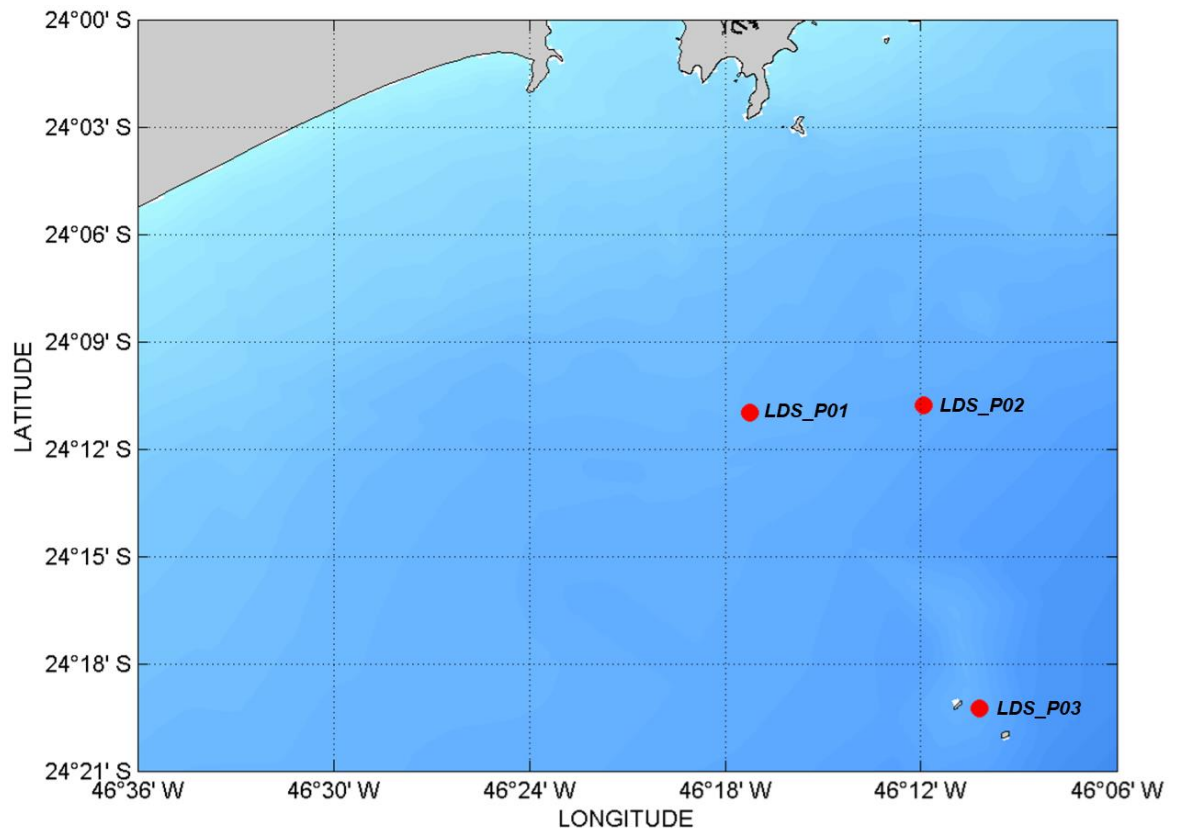 24°00' S
24°03' S
24°06' S
24°09' S
24°12' S
24°15' S
24°18' S
24°21' S
LATITUDE
LDS_P01
LDS_P02
LDS_P03
46°36' W
46°30' W
46°24' W
46°18' W
46°12' W
46°06' W
LONGITUDE